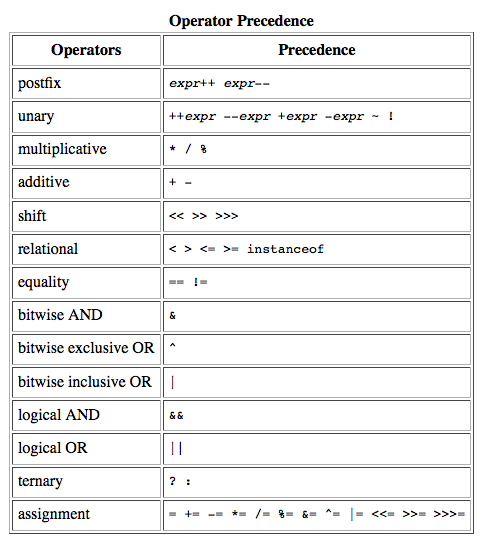 Operator Precedence
Operators Precedence
postfix expr++ expr--
unary ++expr --expr +expr -expr ~ !
multiplicative * / %
additive + -
shift << >> >>>
relational < > <= >= instanceof
equality == !=
bitwise AND &
bitwise exclusive OR ^
bitwise inclusive OR |
logical AND &&
logical OR ||
ternary ? :
assignment = += -= *= /= %= &= ^= |= <<= >>= >>>=